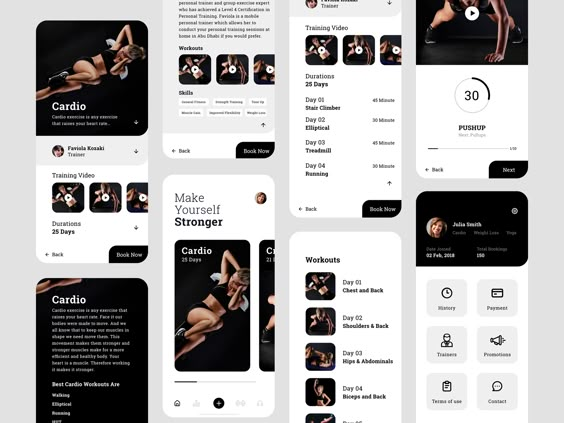 Cardio
Cardio exercise is any exercise
that raises your heart rate...
Faviola Kozaki
Trainer
Training Video
Durations
25 Days
Back
Book Now
Cardio
Cardio exercise is any exercise
that raises your heart rate. Face it our
bodies were made to move. And we
all know that to keep our muscles in
shape we need move them. This
movement makes them stronger and
stronger muscles make for a more
efficient and healthy body. Your
heart is a muscle. Therefore working
it makes it stronger.
Best Cardio Workouts Are
Walking
Elliptical
Running
HIIT
personal trainer and group exercise expert
who has achieved a Level 4 Certification in
Personal Training. Faviola is a mobile
personal trainer which allows her to
conduct your personal training sessions at
home in Abu Dhabi if you would prefer.
Workouts
Skills
General Fitness
Strength Training
Tone Up
Muscle Gain
Improved Flexibility
Weight Loss
Back
Book Now
Make
Yourself
Stronger
Cardio
25 Days
C
21 D
Training Video
Durations
25 Days
Day 01
45 Minute
Stair Climber
Day 02
30 Minute
Elliptical
Day 03
45 Minute
Treadmill
Day 04
30 Minute
Running
Back
Book Now
Workouts
Day 01
Chest and Back
Day 02
Shoulders & Back
Day 03
Hips & Abdominals
Day 04
Biceps and Back
Day 05
30
PUSHUP
Next: Pullups
1/10
Back
Next
Julia Smith
Cardio
Weight Loss
Yoga
Date Joined
02 Feb, 2018
Total Bookings
150
History
Payment
Trainers
Promotions
Terms of use
Contact